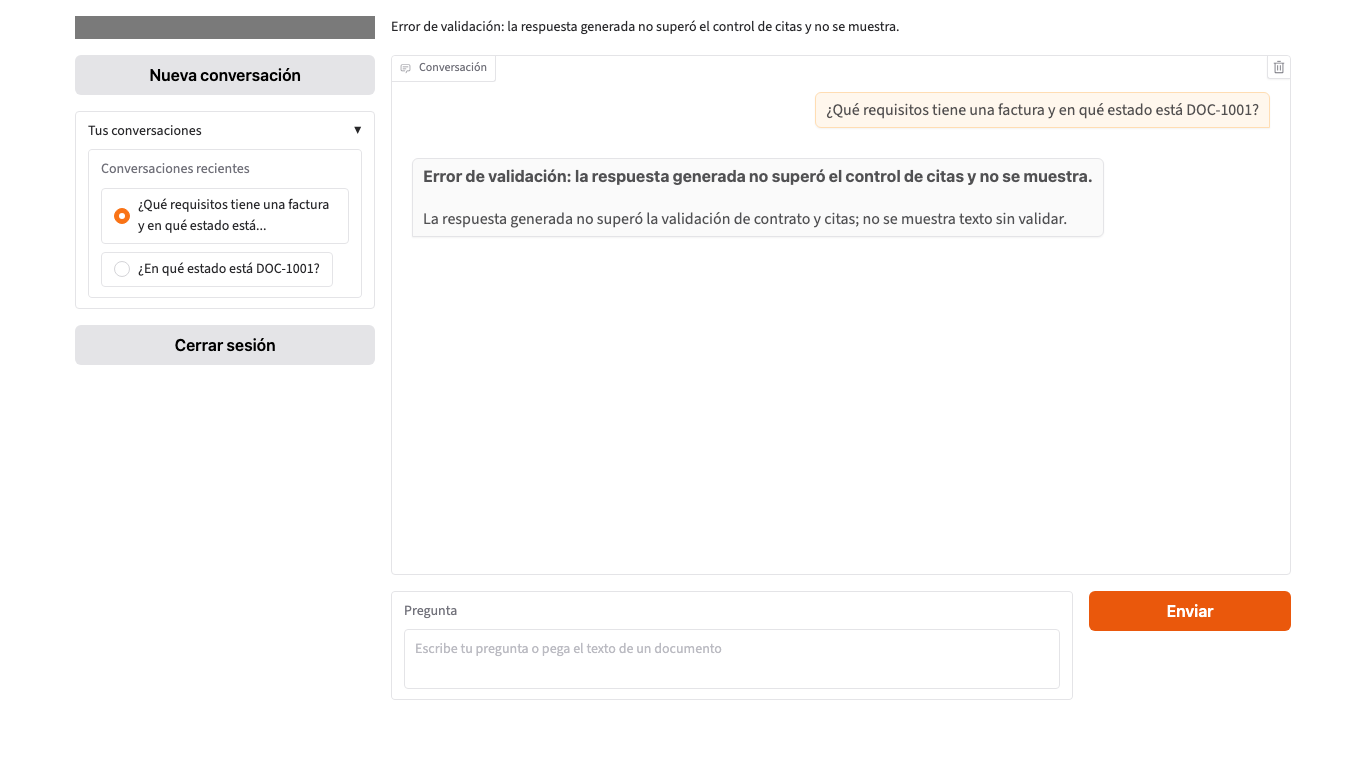 Error de validación: la respuesta generada no superó el control de citas y no se muestra.
Nueva conversación
Tus conversaciones
Conversaciones recientes
¿Qué requisitos tiene una factura
y en qué estado está...
¿En qué estado está DOC-1001?
Cerrar sesión
Conversación
¿Qué requisitos tiene una factura y en qué estado está DOC-1001?
Error de validación: la respuesta generada no superó el control de citas y no se muestra.
La respuesta generada no superó la validación de contrato y citas; no se muestra texto sin validar.
Pregunta
Escribe tu pregunta o pega el texto de un documento
Enviar